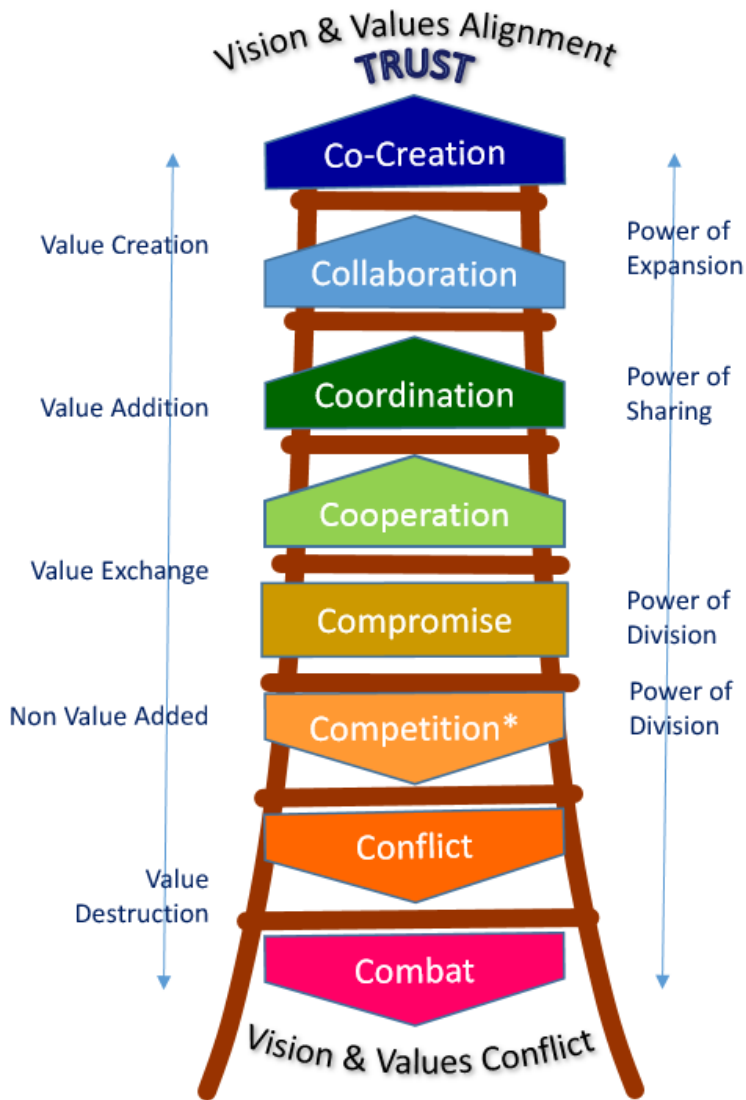 Vision & Values Alignment
TRUST
Co-Creation
Value Creation
Power of
Expansion
Collaboration
Value Addition
Coordination
Power of
Sharing
Cooperation
Value Exchange
Compromise
Power of
Division
Non Value Added
Competition*
Power of
Division
Conflict
Value
Destruction
Combat
Vision & Values Conflict